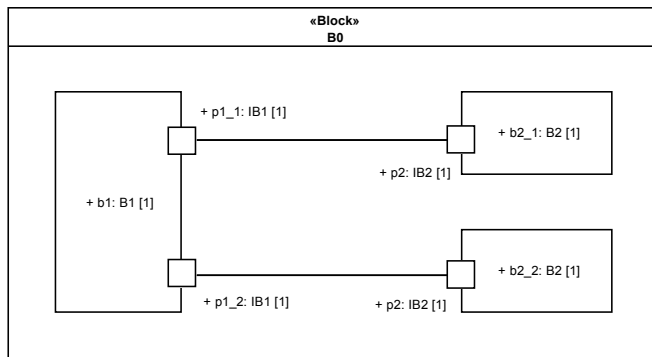 «Block»
B0
+ p1_1: IB1 [1]
+ b2_1: B2 [1]
+ p2: IB2 [1]
+ b1: B1 [1]
+ b2_2: B2 [1]
+ p1_2: IB1 [1]
+ p2: IB2 [1]